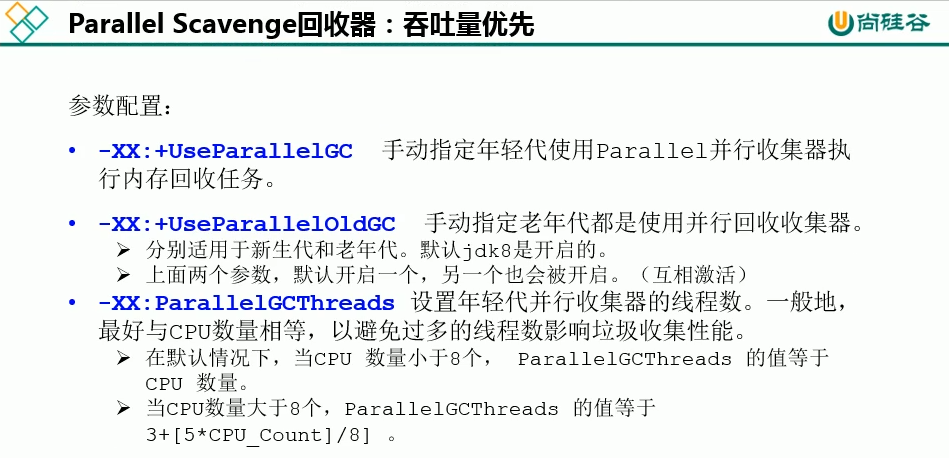 Parallel Scavenge回收器：吞吐量优先
尚硅谷
参数配置：
• -XX:+UseParallelGC 手动指定年轻代使用Parallel并行收集器执
行内存回收任务。
• -XX:+UseParallelOldGC 手动指定老年代都是使用并行回收收集器。
➢ 分别适用于新生代和老年代。默认jdk8是开启的。
➢ 上面两个参数，默认开启一个，另一个也会被开启。（互相激活）
• -XX:ParallelGCThreads 设置年轻代并行收集器的线程数。一般地，
最好与CPU数量相等，以避免过多的线程数影响垃圾收集性能。
➢ 在默认情况下，当CPU 数量小于8个， ParallelGCThreads 的值等于
CPU 数量。
➢ 当CPU数量大于8个，ParallelGCThreads 的值等于
3+[5*CPU_Count]/8] 。